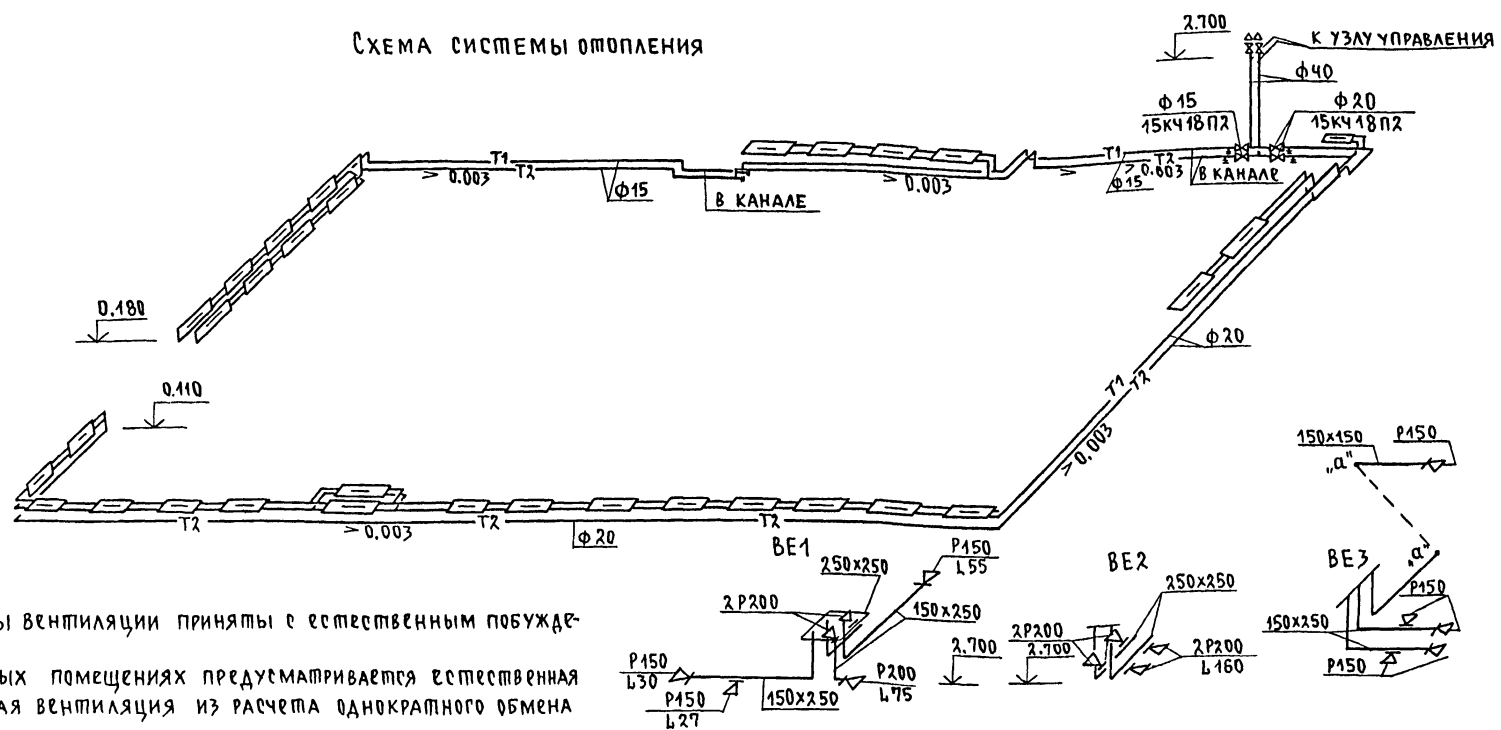 СХЕМА СИСТЕМЫ ОТОПЛЕНИЯ
2.700
К УЗЛУ УПРАВЛЕНИЯ
ф40
ф15
15КЧ18П2
ф20
15КЧ18П2
Т1
0.003 Т2
ф15
В КАНАЛЕ
> 0.003
Т1
Т2
> 0.003
ф15
В КАНАЛЕ
0.180
0.110
ф20
Т1 Т2
> 0.003
Т2
> 0.003
Т2
ф20
Т2
150х150
Р150
„а"
„а"
ВЕ1
250х250
Р150
L55
2Р200
150х250
Р150
L30
Р150
L27
150х250
Р200
L75
2.700
ВЕ2
250х250
2Р200
2.700
2Р200
L160
ВЕ3
Р150
150х250
Р150
Ы ВЕНТИЛЯЦИИ ПРИНЯТЫ С ЕСТЕСТВЕННЫМ ПОБУЖДЕ-
ЫХ ПОМЕЩЕНИЯХ ПРЕДУСМАТРИВАЕТСЯ ЕСТЕСТВЕННАЯ
АЯ ВЕНТИЛЯЦИЯ ИЗ РАСЧЕТА ОДНОКРАТНОГО ОБМЕНА